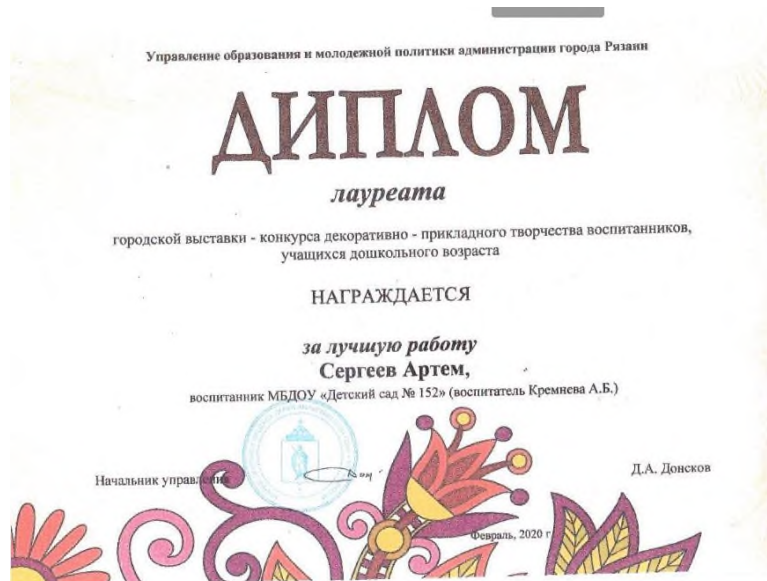 Управление образования и молодежной политики администрации города Рязани
ДИПЛОМ
лауреата
городской выставки - конкурса декоративно - прикладного творчества воспитанников,
учащихся дошкольного возраста
НАГРАЖДАЕТСЯ
за лучшую работу
Сергеев Артем,
воспитанник МБДОУ «Детский сад № 152» (воспитатель Кремнева А.Б.)
Начальник управления
Д.А. Донсков
Февраль, 2020 г